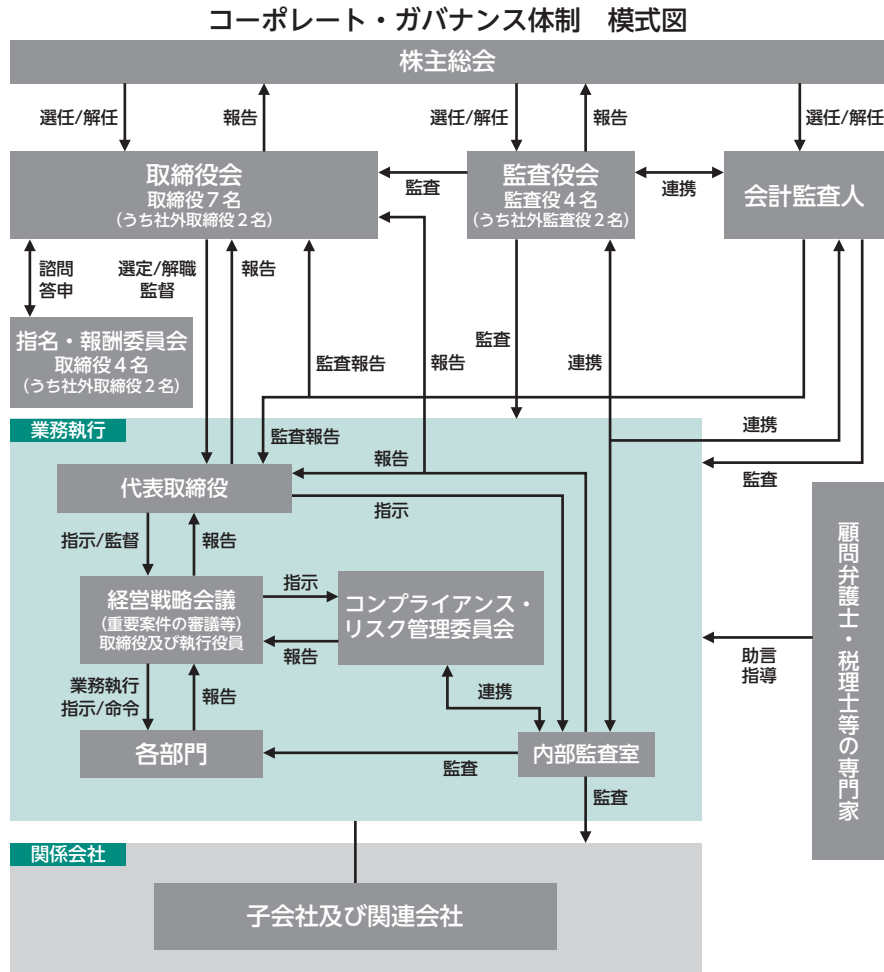 コーポレート・ガバナンス体制　模式図
株主総会
選任/解任
報告
選任/解任
報告
選任/解任
取締役会
取締役７名
（うち社外取締役２名）
監査
監査役会
監査役４名
（うち社外監査役２名）
連携
会計監査人
諮問
答申
選定/解職
監督
報告
指名・報酬委員会
取締役４名
（うち社外取締役２名）
監査報告
報告
監査
連携
業務執行
監査報告
連携
報告
監査
代表取締役
指示
指示/監督
報告
経営戦略会議
（重要案件の審議等）
取締役及び執行役員
指示
報告
コンプライアンス・
リスク管理委員会
顧問弁護士・税理士等の専門家
助言
指導
業務執行
指示/命令
報告
連携
各部門
監査
内部監査室
監査
関係会社
子会社及び関連会社